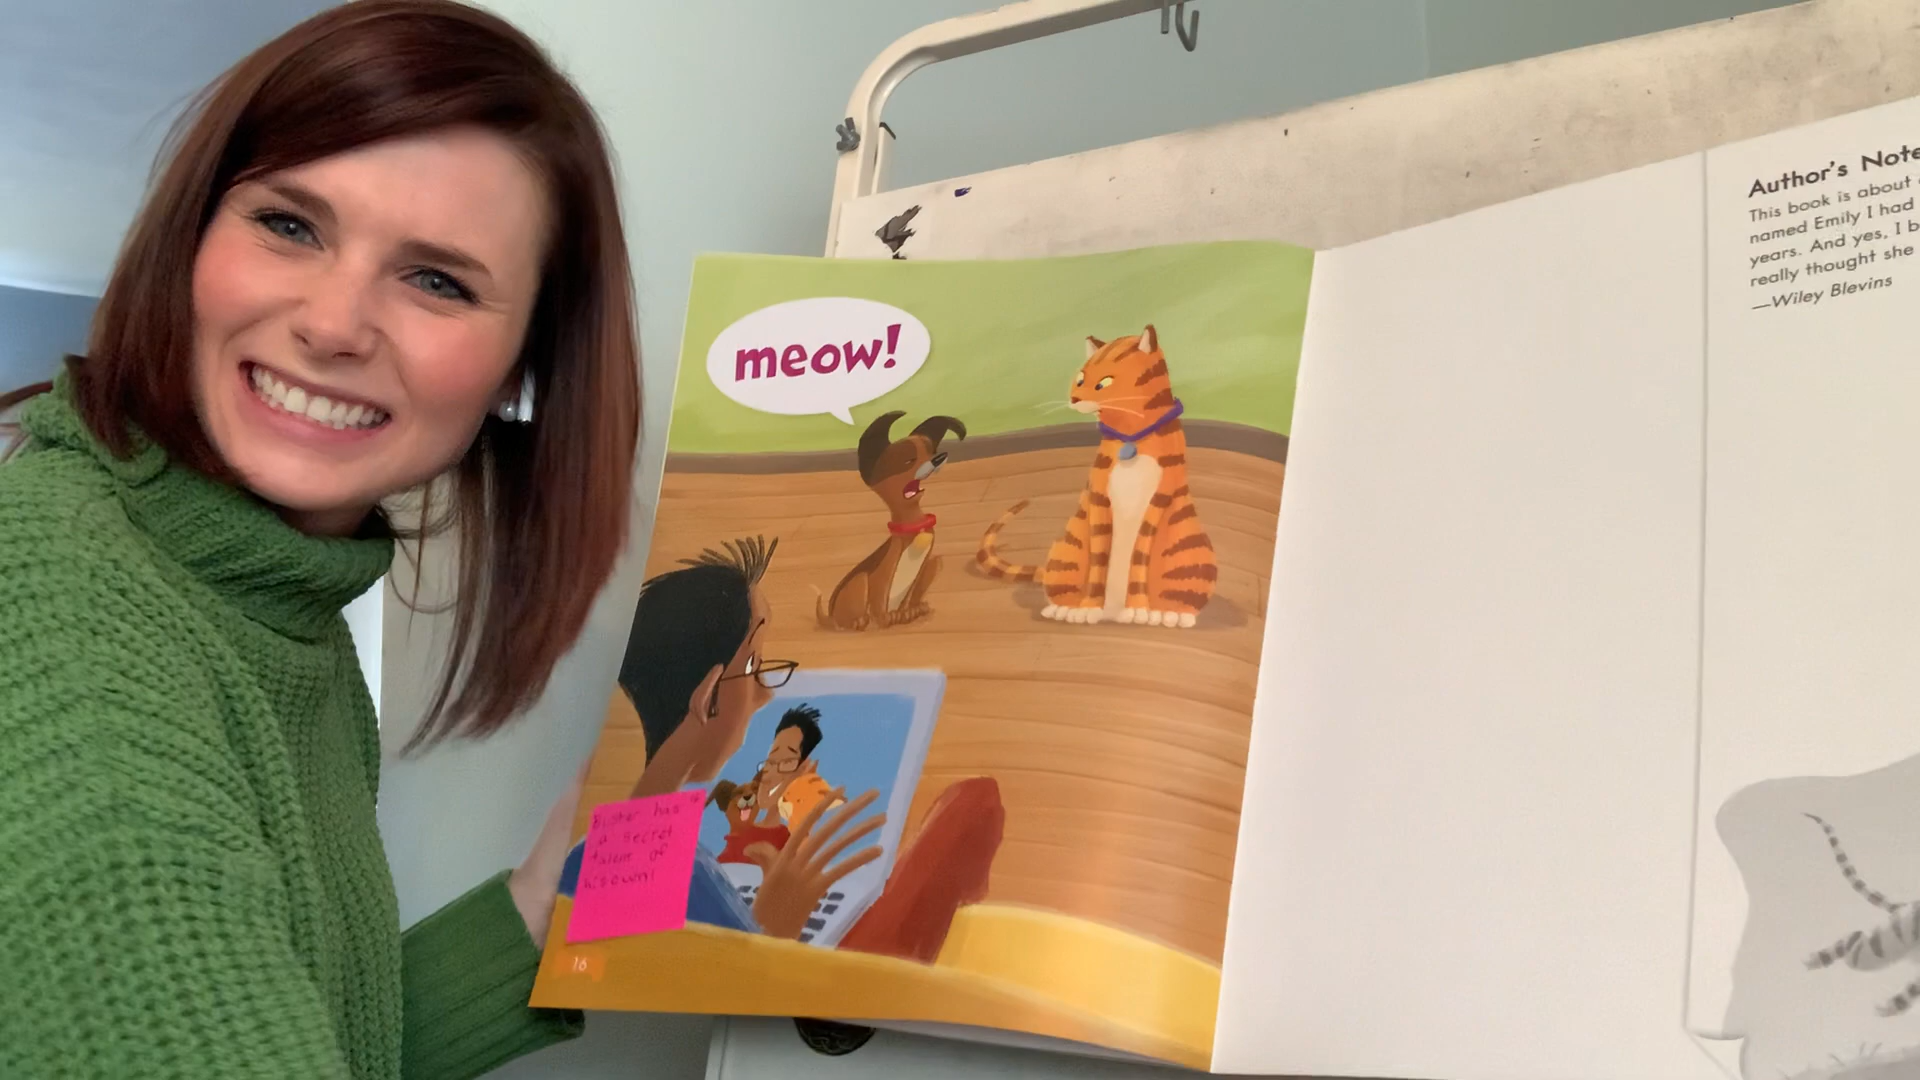 meow!
Buster has
a secret
talent of
his own!
16
Author's Note
This book is about
named Emily I had
years. And yes, I b
really thought she
—Wiley Blevins